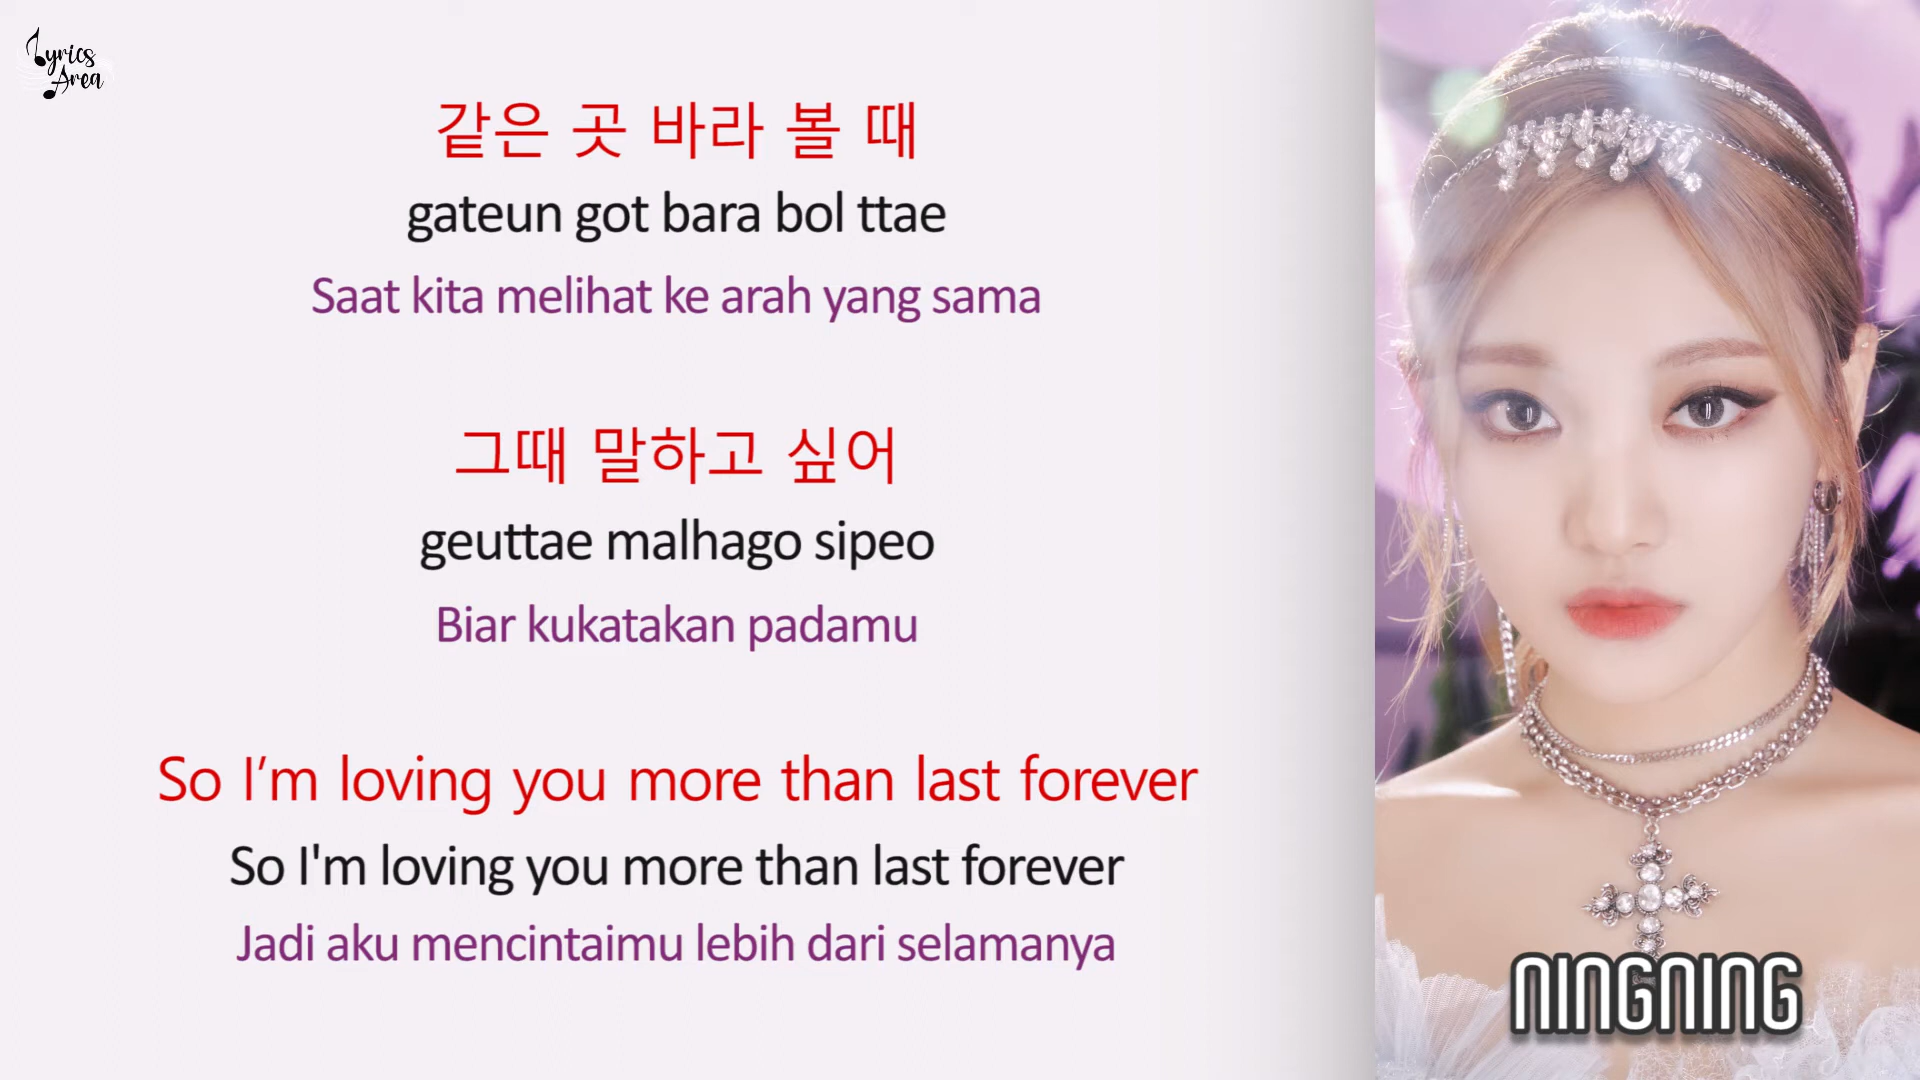 Lyrics
Area
같은 곳 바라 볼 때
gateun got bara bol ttae
Saat kita melihat ke arah yang sama
그때 말하고 싶어
geuttae malhago sipeo
Biar kukatakan padamu
So I’m loving you more than last forever
So I'm loving you more than last forever
Jadi aku mencintaimu lebih dari selamanya
NINGNING